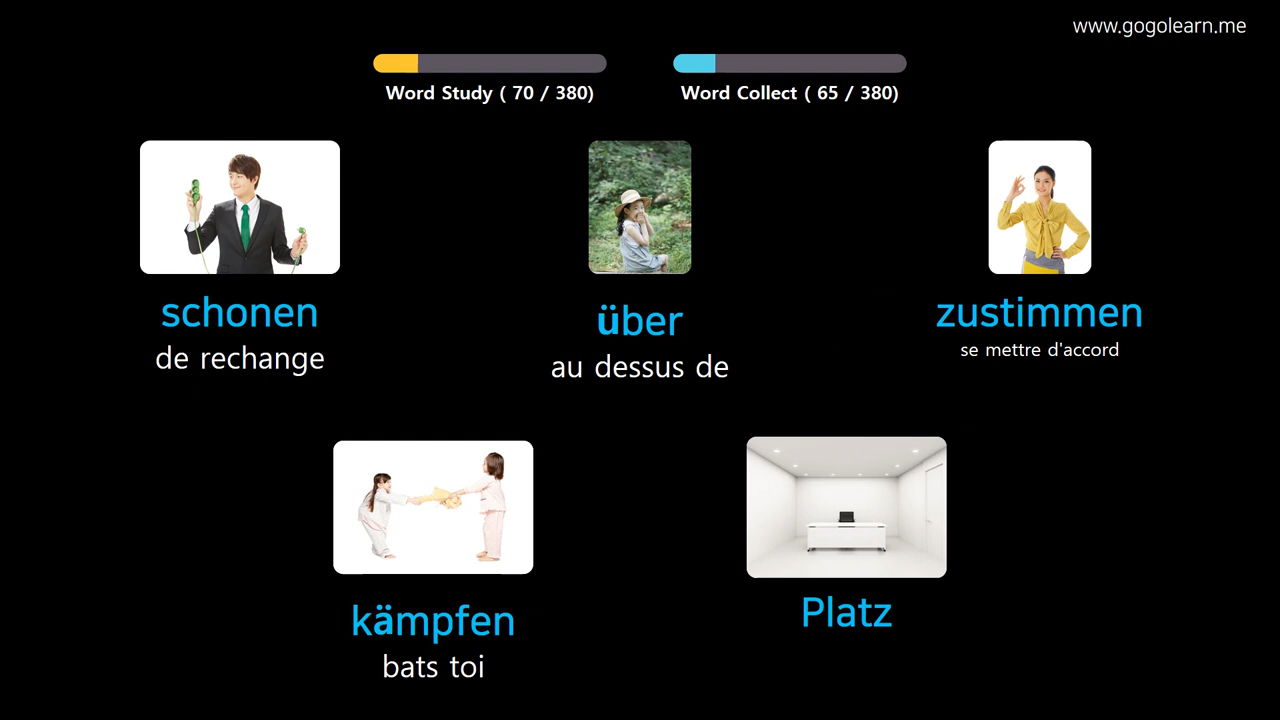 www.gogolearn.me
Word Study ( 70 / 380)
Word Collect ( 65 / 380)
schonen
de rechange
über
au dessus de
zustimmen
se mettre d'accord
kämpfen
bats toi
Platz